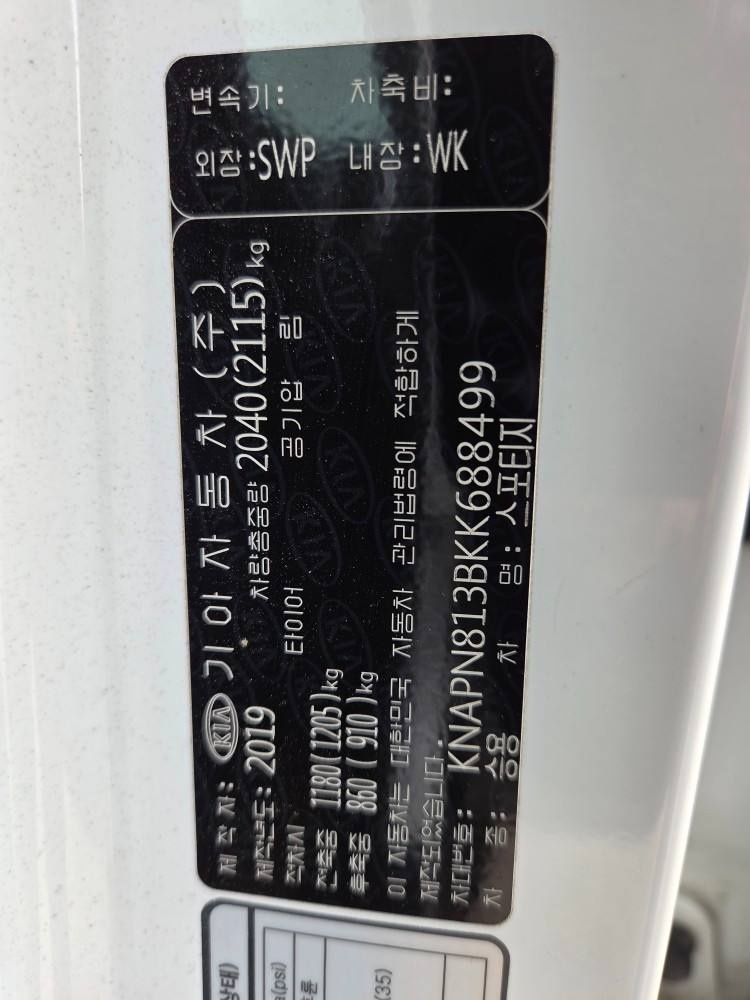 변속기: 차축비:
외장:SWP 내장:WK
제 작 자: KIA 기 아 자 동 차 ( 주 )
제작년도: 2019 차량총중량 2040(2115)kg
적차시 타이어 공기압 림
전축중 1180(1205)kg
후축중 860 ( 910 )kg
이 자동차는 대한민국 자동차 관리법령에 적합하게
제작되었습니다.
차대번호: KNAPN813BKK688499
차 종: 승용 차 명: 스포티지
상태)
(psi)
(35)